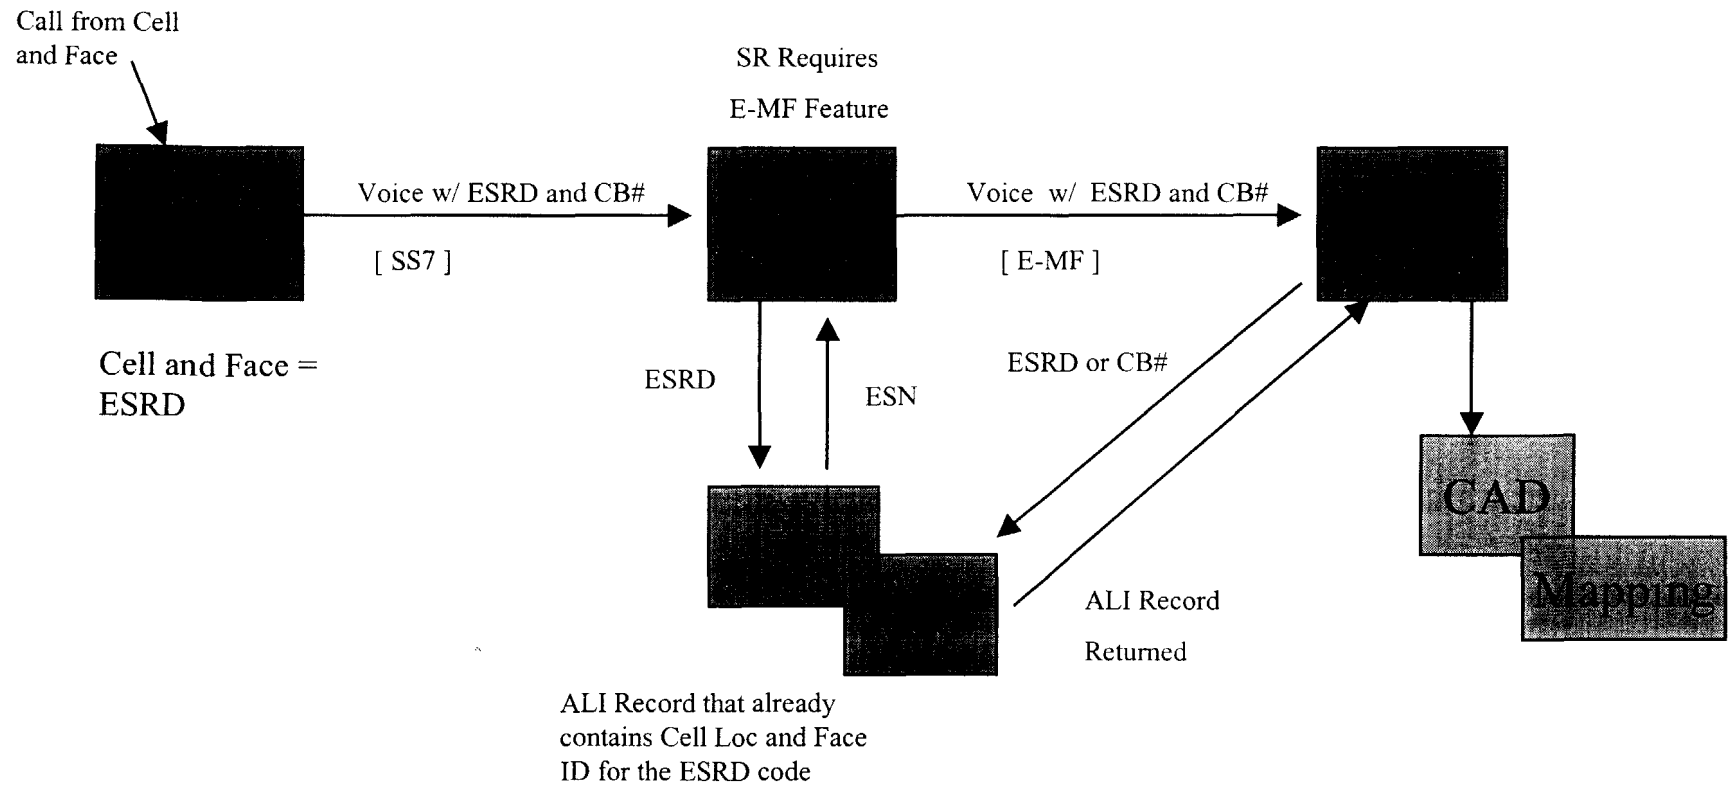 Call from Cell
and Face
SR Requires
E-MF Feature
Voice w/ ESRD and CB#
[ SS7 ]
Voice w/ ESRD and CB#
[ E-MF ]
Cell and Face =
ESRD
ESRD
ESN
ESRD or CB#
CAD
Mapping
ALI Record
Returned
ALI Record that already
contains Cell Loc and Face
ID for the ESRD code